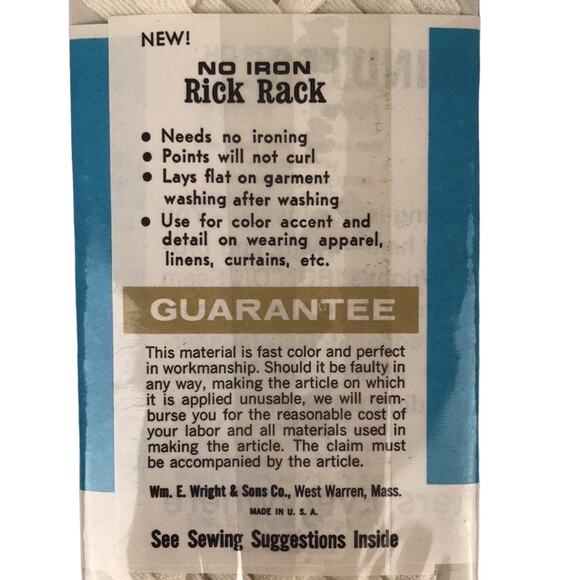 NEW!
NO IRON
Rick Rack
• Needs no ironing
• Points will not curl
• Lays flat on garment
washing after washing
• Use for color accent and
detail on wearing apparel,
linens, curtains, etc.
GUARANTEE
This material is fast color and perfect
in workmanship. Should it be faulty in
any way, making the article on which
it is applied unusable, we will reim-
burse you for the reasonable cost of
your labor and all materials used in
making the article. The claim must
be accompanied by the article.
Wm. E. Wright & Sons Co., West Warren, Mass.
MADE IN U. S. A.
See Sewing Suggestions Inside